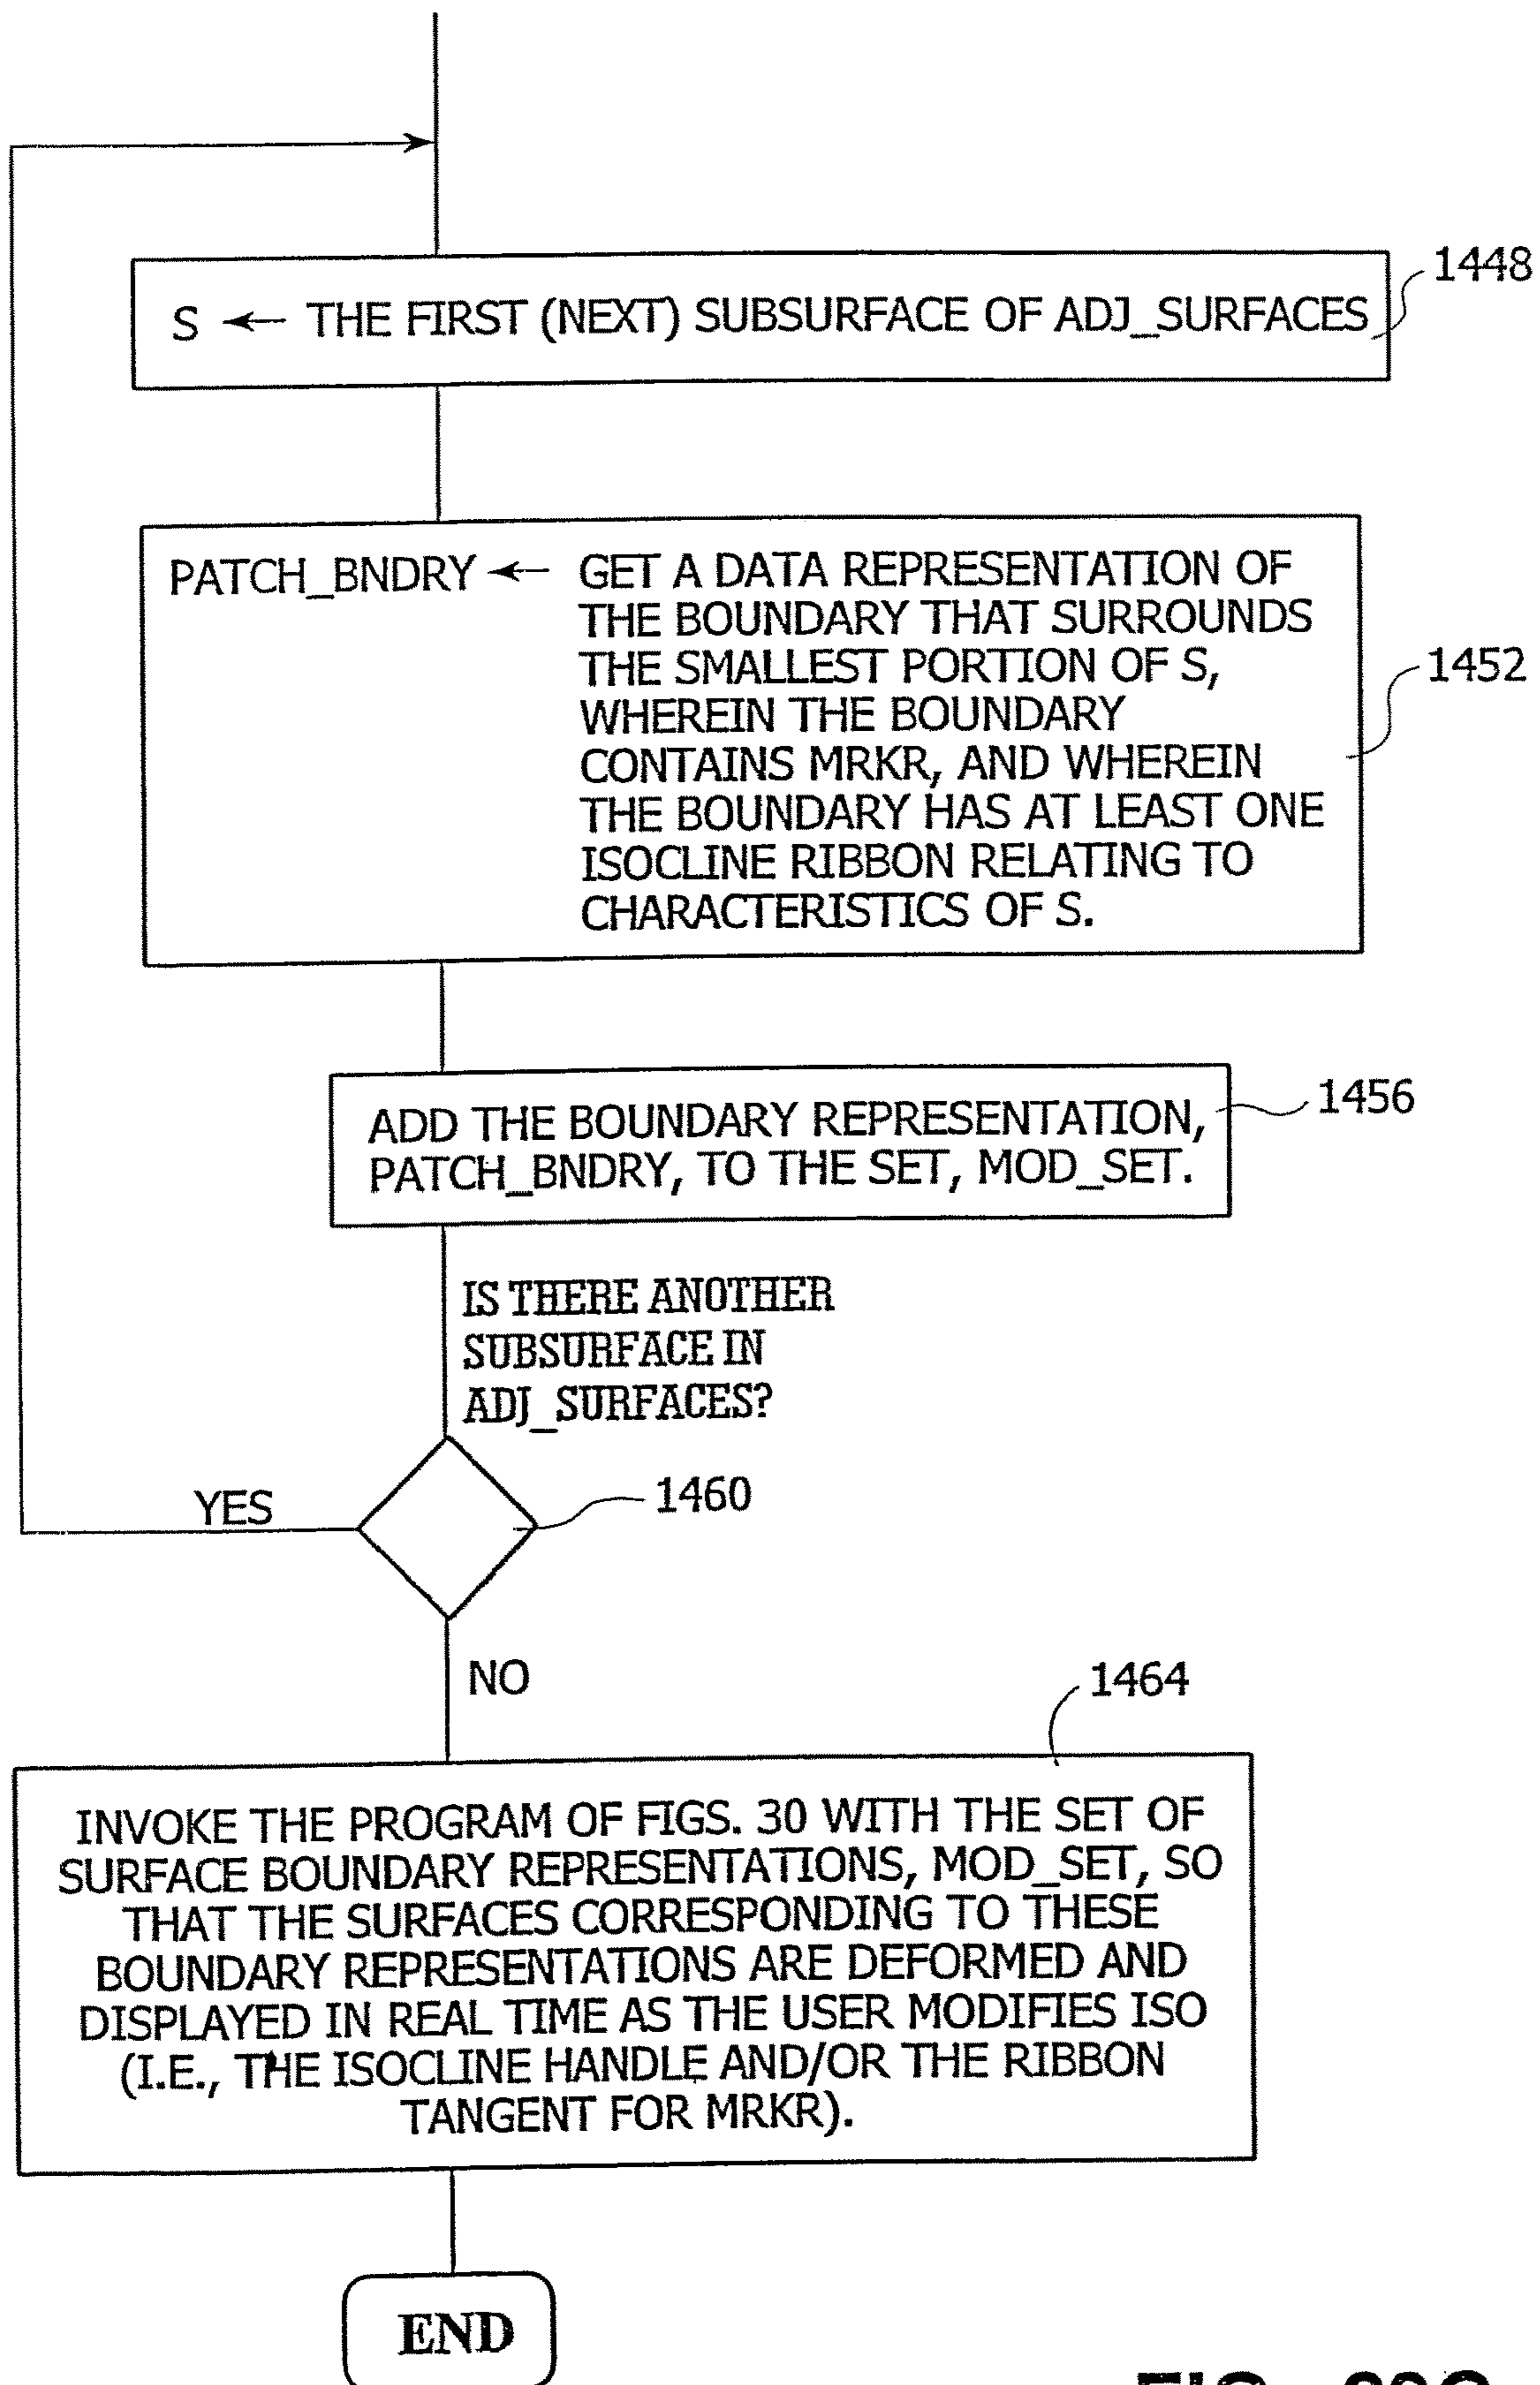 1448
S ← THE FIRST (NEXT) SUBSURFACE OF ADJ_SURFACES
PATCH_BNDRY ← GET A DATA REPRESENTATION OF
THE BOUNDARY THAT SURROUNDS
THE SMALLEST PORTION OF S,
WHEREIN THE BOUNDARY
CONTAINS MRKR, AND WHEREIN
THE BOUNDARY HAS AT LEAST ONE
ISOCLINE RIBBON RELATING TO
CHARACTERISTICS OF S.
1452
ADD THE BOUNDARY REPRESENTATION,
PATCH_BNDRY, TO THE SET, MOD_SET.
1456
IS THERE ANOTHER
SUBSURFACE IN
ADJ_SURFACES?
YES
1460
NO
1464
INVOKE THE PROGRAM OF FIGS. 30 WITH THE SET OF
SURFACE BOUNDARY REPRESENTATIONS, MOD_SET, SO
THAT THE SURFACES CORRESPONDING TO THESE
BOUNDARY REPRESENTATIONS ARE DEFORMED AND
DISPLAYED IN REAL TIME AS THE USER MODIFIES ISO
(I.E., THE ISOCLINE HANDLE AND/OR THE RIBBON
TANGENT FOR MRKR).
END